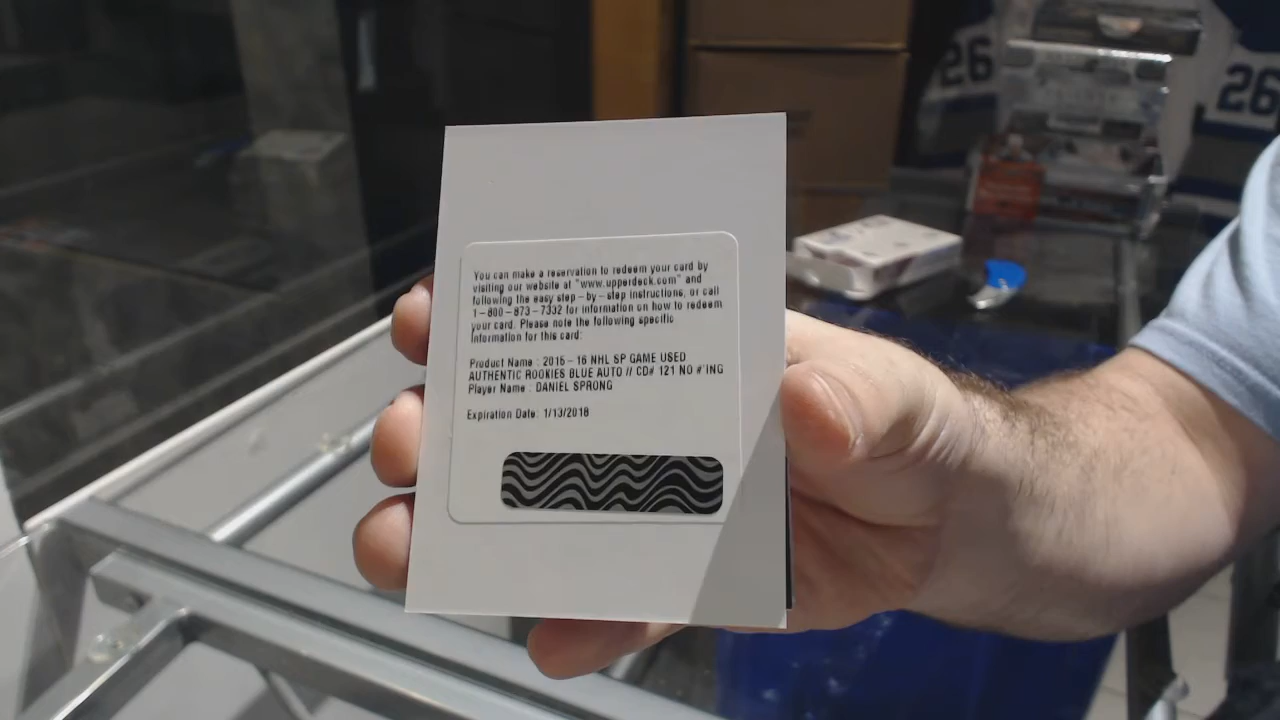 You can make a reservation to redeem your card by
visiting our website at "www.upperdeck.com" and
following the easy step-by-step instructions, or call
1-800-873-7332 for information on how to redeem
your card. Please note the following specific
information for this card:
Product Name : 2015-16 NHL SP GAME USED
AUTHENTIC ROOKIES BLUE AUTO // CD# 121 NO #'ING
Player Name : DANIEL SPRONG
Expiration Date: 1/13/2018
26
26